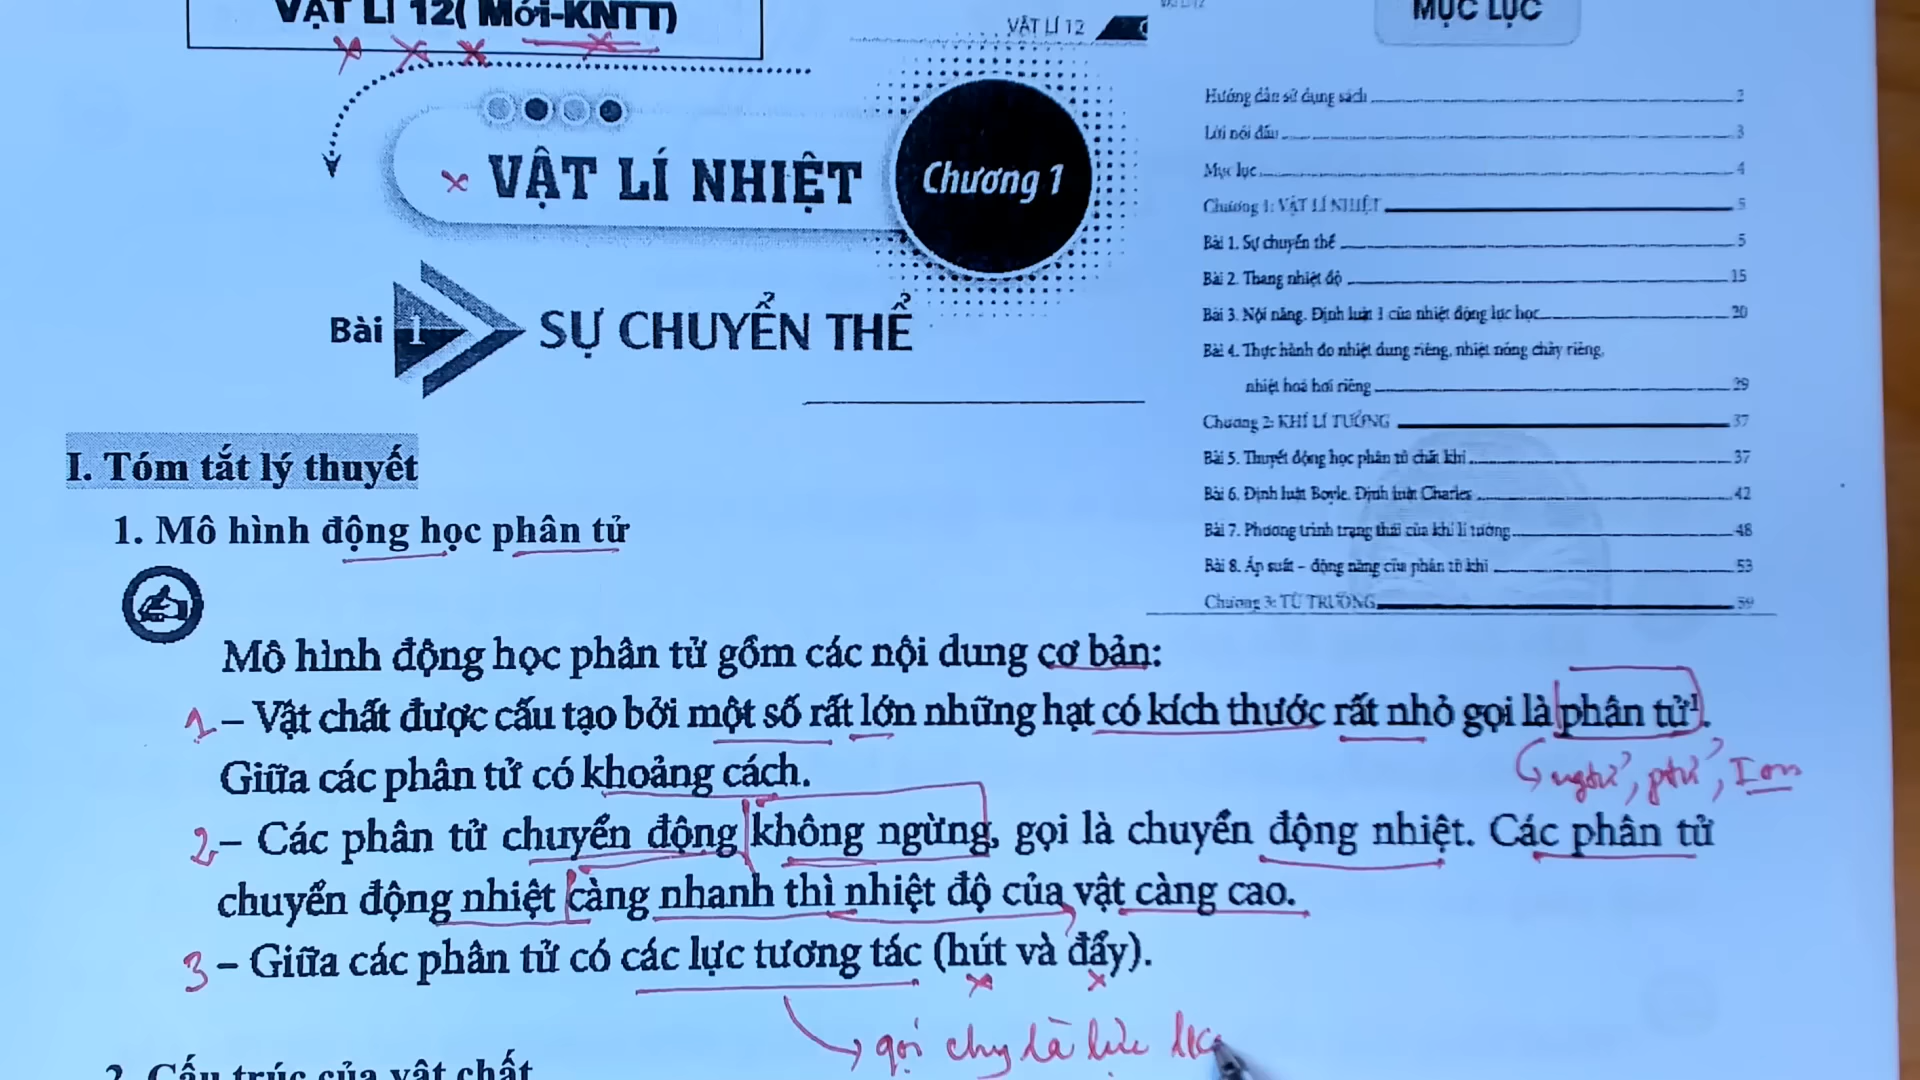 VẬT LÍ 12( Mới-KNTT)
VẬT LÍ 12
VẬT LÍ NHIỆT
Chương 1
Bài 1 SỰ CHUYỂN THỂ
MỤC LỤC
Hướng dẫn sử dụng sách 2
Lời nói đầu 3
Mục lục 4
Chương 1: VẬT LÍ NHIỆT 5
Bài 1. Sự chuyển thể 5
Bài 2. Thang nhiệt độ 15
Bài 3. Nội năng. Định luật 1 của nhiệt động lực học 20
Bài 4. Thực hành đo nhiệt dung riêng, nhiệt nóng chảy riêng,
nhiệt hoá hơi riêng 29
Chương 2: KHÍ LÍ TƯỞNG 37
Bài 5. Thuyết động học phân tử chất khí 37
Bài 6. Định luật Boyle. Định luật Charles 42
Bài 7. Phương trình trạng thái của khí lí tưởng 48
Bài 8. Áp suất – động năng của phân tử khí 53
Chương 3: TỪ TRƯỜNG 59
I. Tóm tắt lý thuyết
1. Mô hình động học phân tử
Mô hình động học phân tử gồm các nội dung cơ bản:
1 – Vật chất được cấu tạo bởi một số rất lớn những hạt có kích thước rất nhỏ gọi là phân tử¹.
Giữa các phân tử có khoảng cách.
ngtử, ptử, Ion
2 – Các phân tử chuyển động không ngừng, gọi là chuyển động nhiệt. Các phân tử
chuyển động nhiệt càng nhanh thì nhiệt độ của vật càng cao.
3 – Giữa các phân tử có các lực tương tác (hút và đẩy).
gọi chg là lực lk
2. Cấu trúc của vật chất